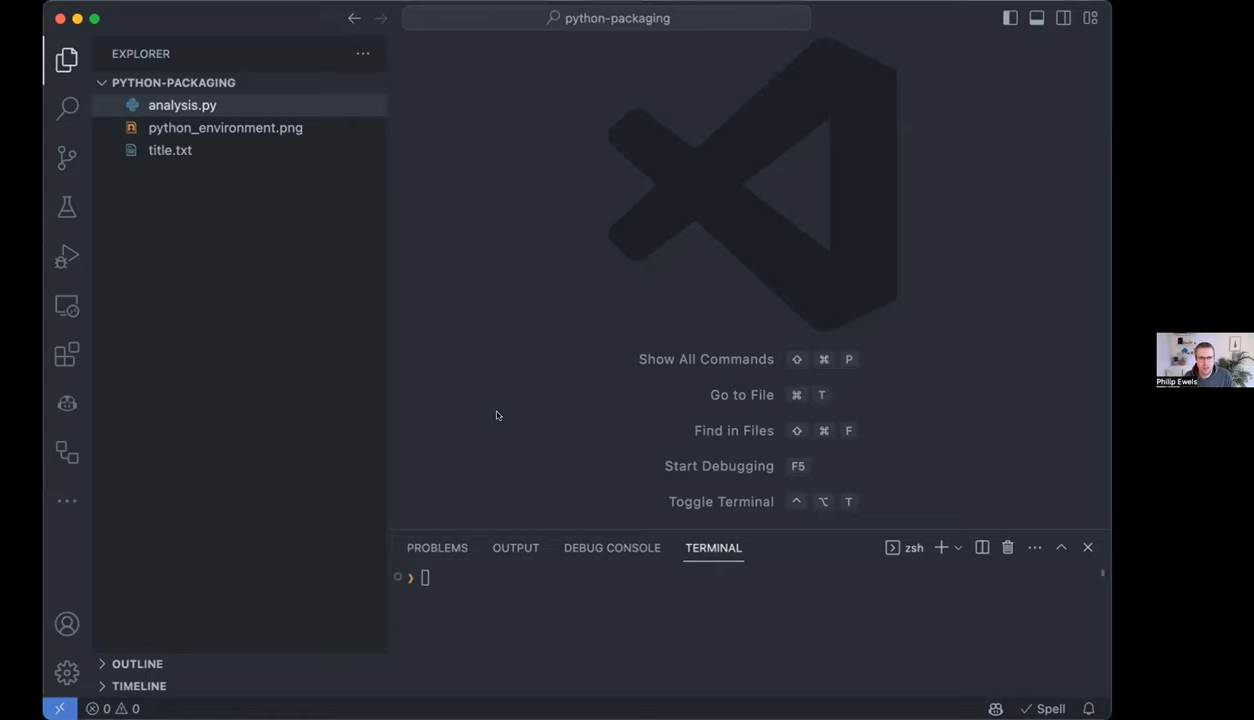 python-packaging
EXPLORER
PYTHON-PACKAGING
analysis.py
python_environment.png
title.txt
Show All Commands ⇧ ⌘ P
Go to File ⌘ T
Find in Files ⇧ ⌘ F
Start Debugging F5
Toggle Terminal ^ ⌥ T
PROBLEMS OUTPUT DEBUG CONSOLE TERMINAL zsh
Philip Ewels
OUTLINE
TIMELINE
0 0 Spell